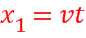 x₁ = vt